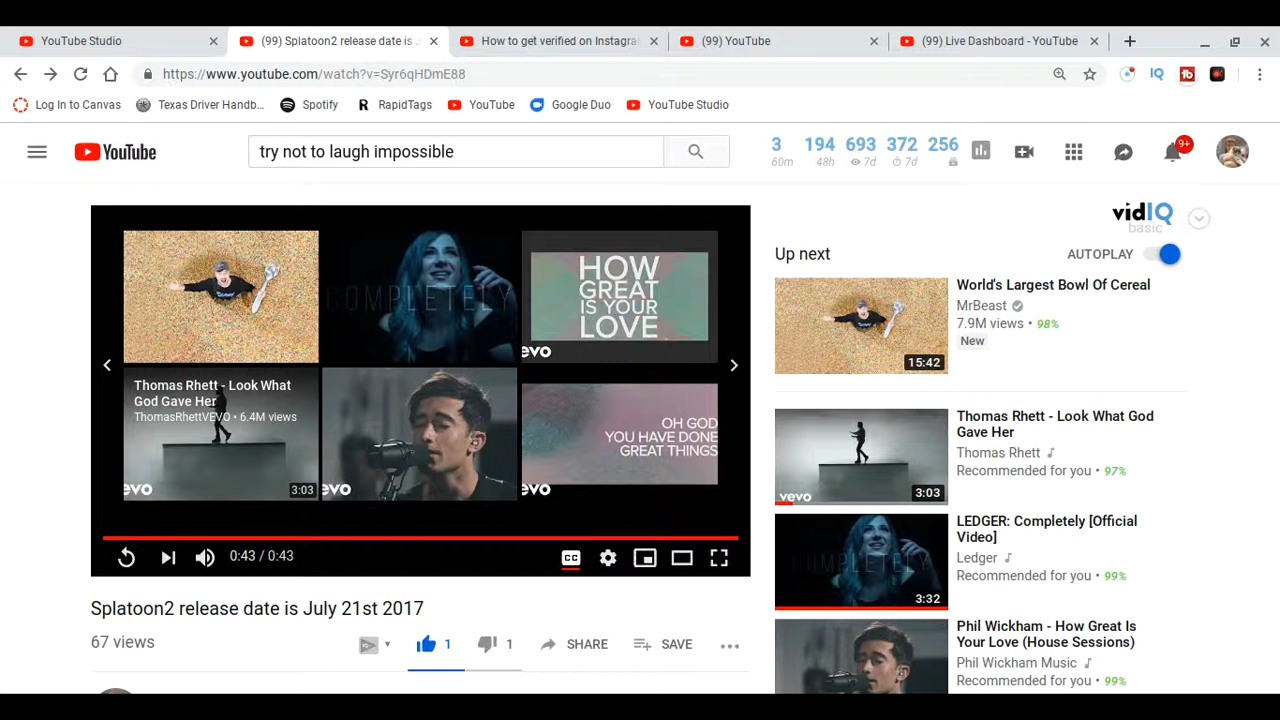 YouTube Studio
(99) Splatoon2 release date is J
How to get verified on Instagra
(99) YouTube
(99) Live Dashboard - YouTube
https://www.youtube.com/watch?v=Syr6qHDmE88
IQ
Log In to Canvas
Texas Driver Handb...
Spotify
RapidTags
YouTube
Google Duo
YouTube Studio
YouTube
try not to laugh impossible
3 194 693 372 256
60m 48h 7d 7d
9+
vidIQ
basic
Up next
AUTOPLAY
World's Largest Bowl Of Cereal
MrBeast
7.9M views • 98%
New
15:42
COMPLETELY
HOW
GREAT
IS YOUR
LOVE
evo
Thomas Rhett - Look What
God Gave Her
ThomasRhettVEVO • 6.4M views
evo
3:03
evo
OH GOD
YOU HAVE DONE
GREAT THINGS
evo
0:43 / 0:43
CC
Splatoon2 release date is July 21st 2017
67 views
1
1
SHARE
SAVE
Thomas Rhett - Look What God
Gave Her
Thomas Rhett
Recommended for you • 97%
vevo
3:03
LEDGER: Completely [Official
Video]
Ledger
Recommended for you • 99%
3:32
Phil Wickham - How Great Is
Your Love (House Sessions)
Phil Wickham Music
Recommended for you • 99%